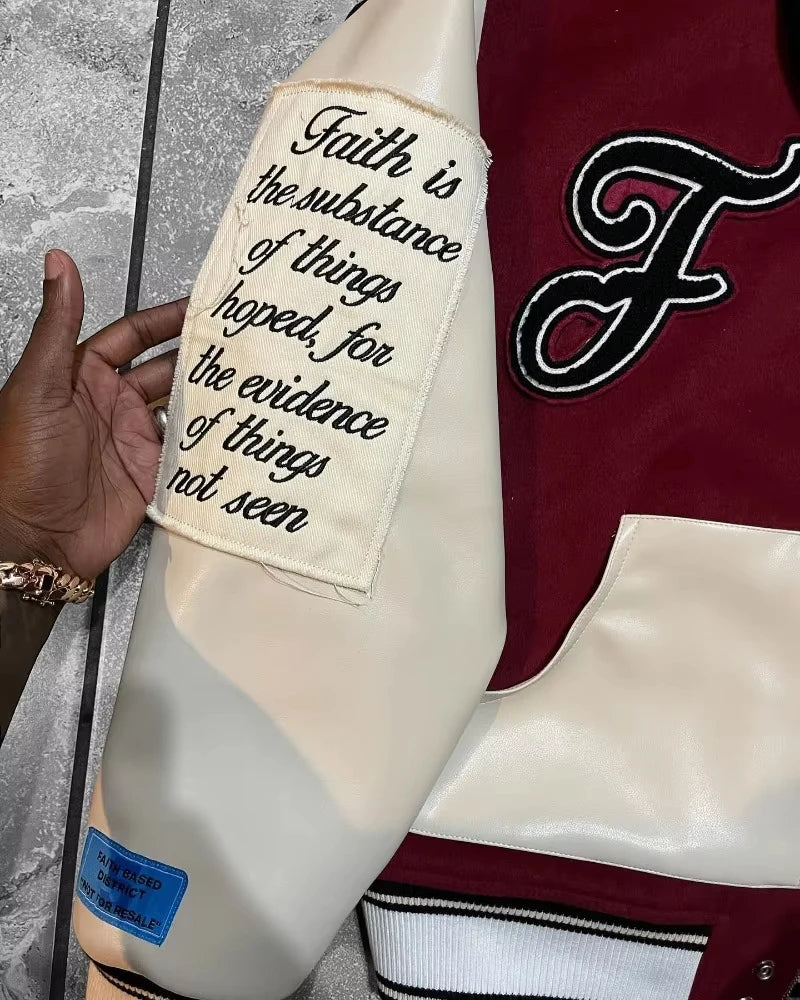 Faith is
the substance
of things
hoped, for
the evidence
of things
not seen
F
FAITH BASED
DISTRICT
"NOT FOR RESALE"